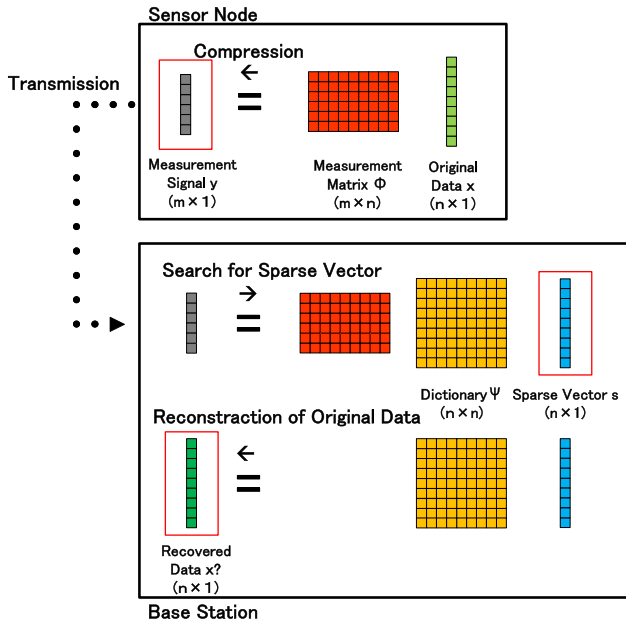 Sensor Node
Compression
←
Transmission
=
Measurement
Signal y
(m×1)
Measurement
Matrix Φ
(m×n)
Original
Data x
(n×1)
Search for Sparse Vector
→
=
Dictionary Ψ
(n×n)
Sparse Vector s
(n×1)
Reconstraction of Original Data
←
=
Recovered
Data x?
(n×1)
Base Station